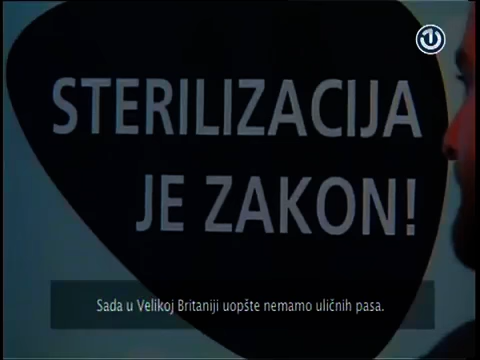 STERILIZACIJA
JE ZAKON!
Sada u Velikoj Britaniji uopšte nemamo uličnih pasa.